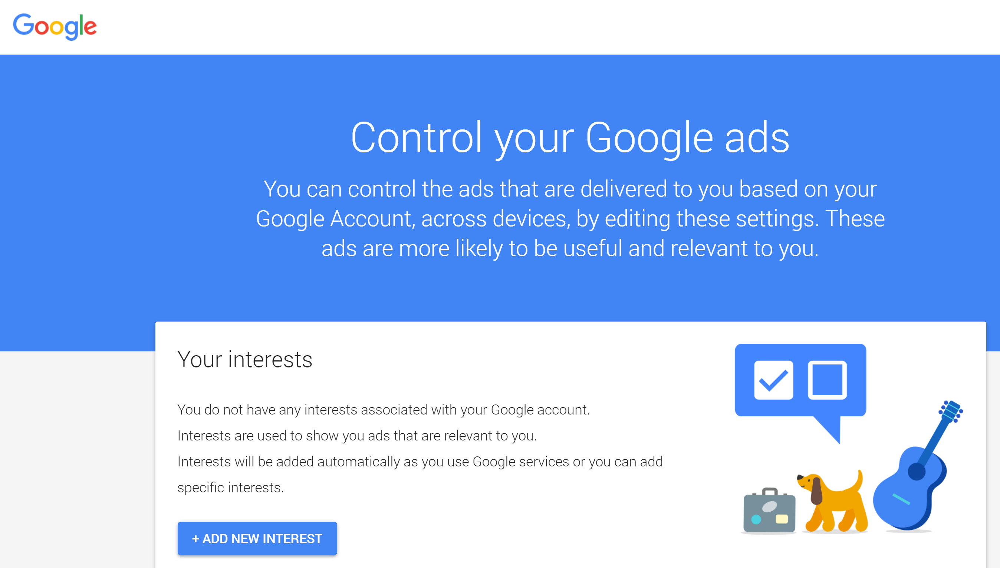 Google
Control your Google ads
You can control the ads that are delivered to you based on your
Google Account, across devices, by editing these settings. These
ads are more likely to be useful and relevant to you.
Your interests
You do not have any interests associated with your Google account.
Interests are used to show you ads that are relevant to you.
Interests will be added automatically as you use Google services or you can add
specific interests.
+ ADD NEW INTEREST